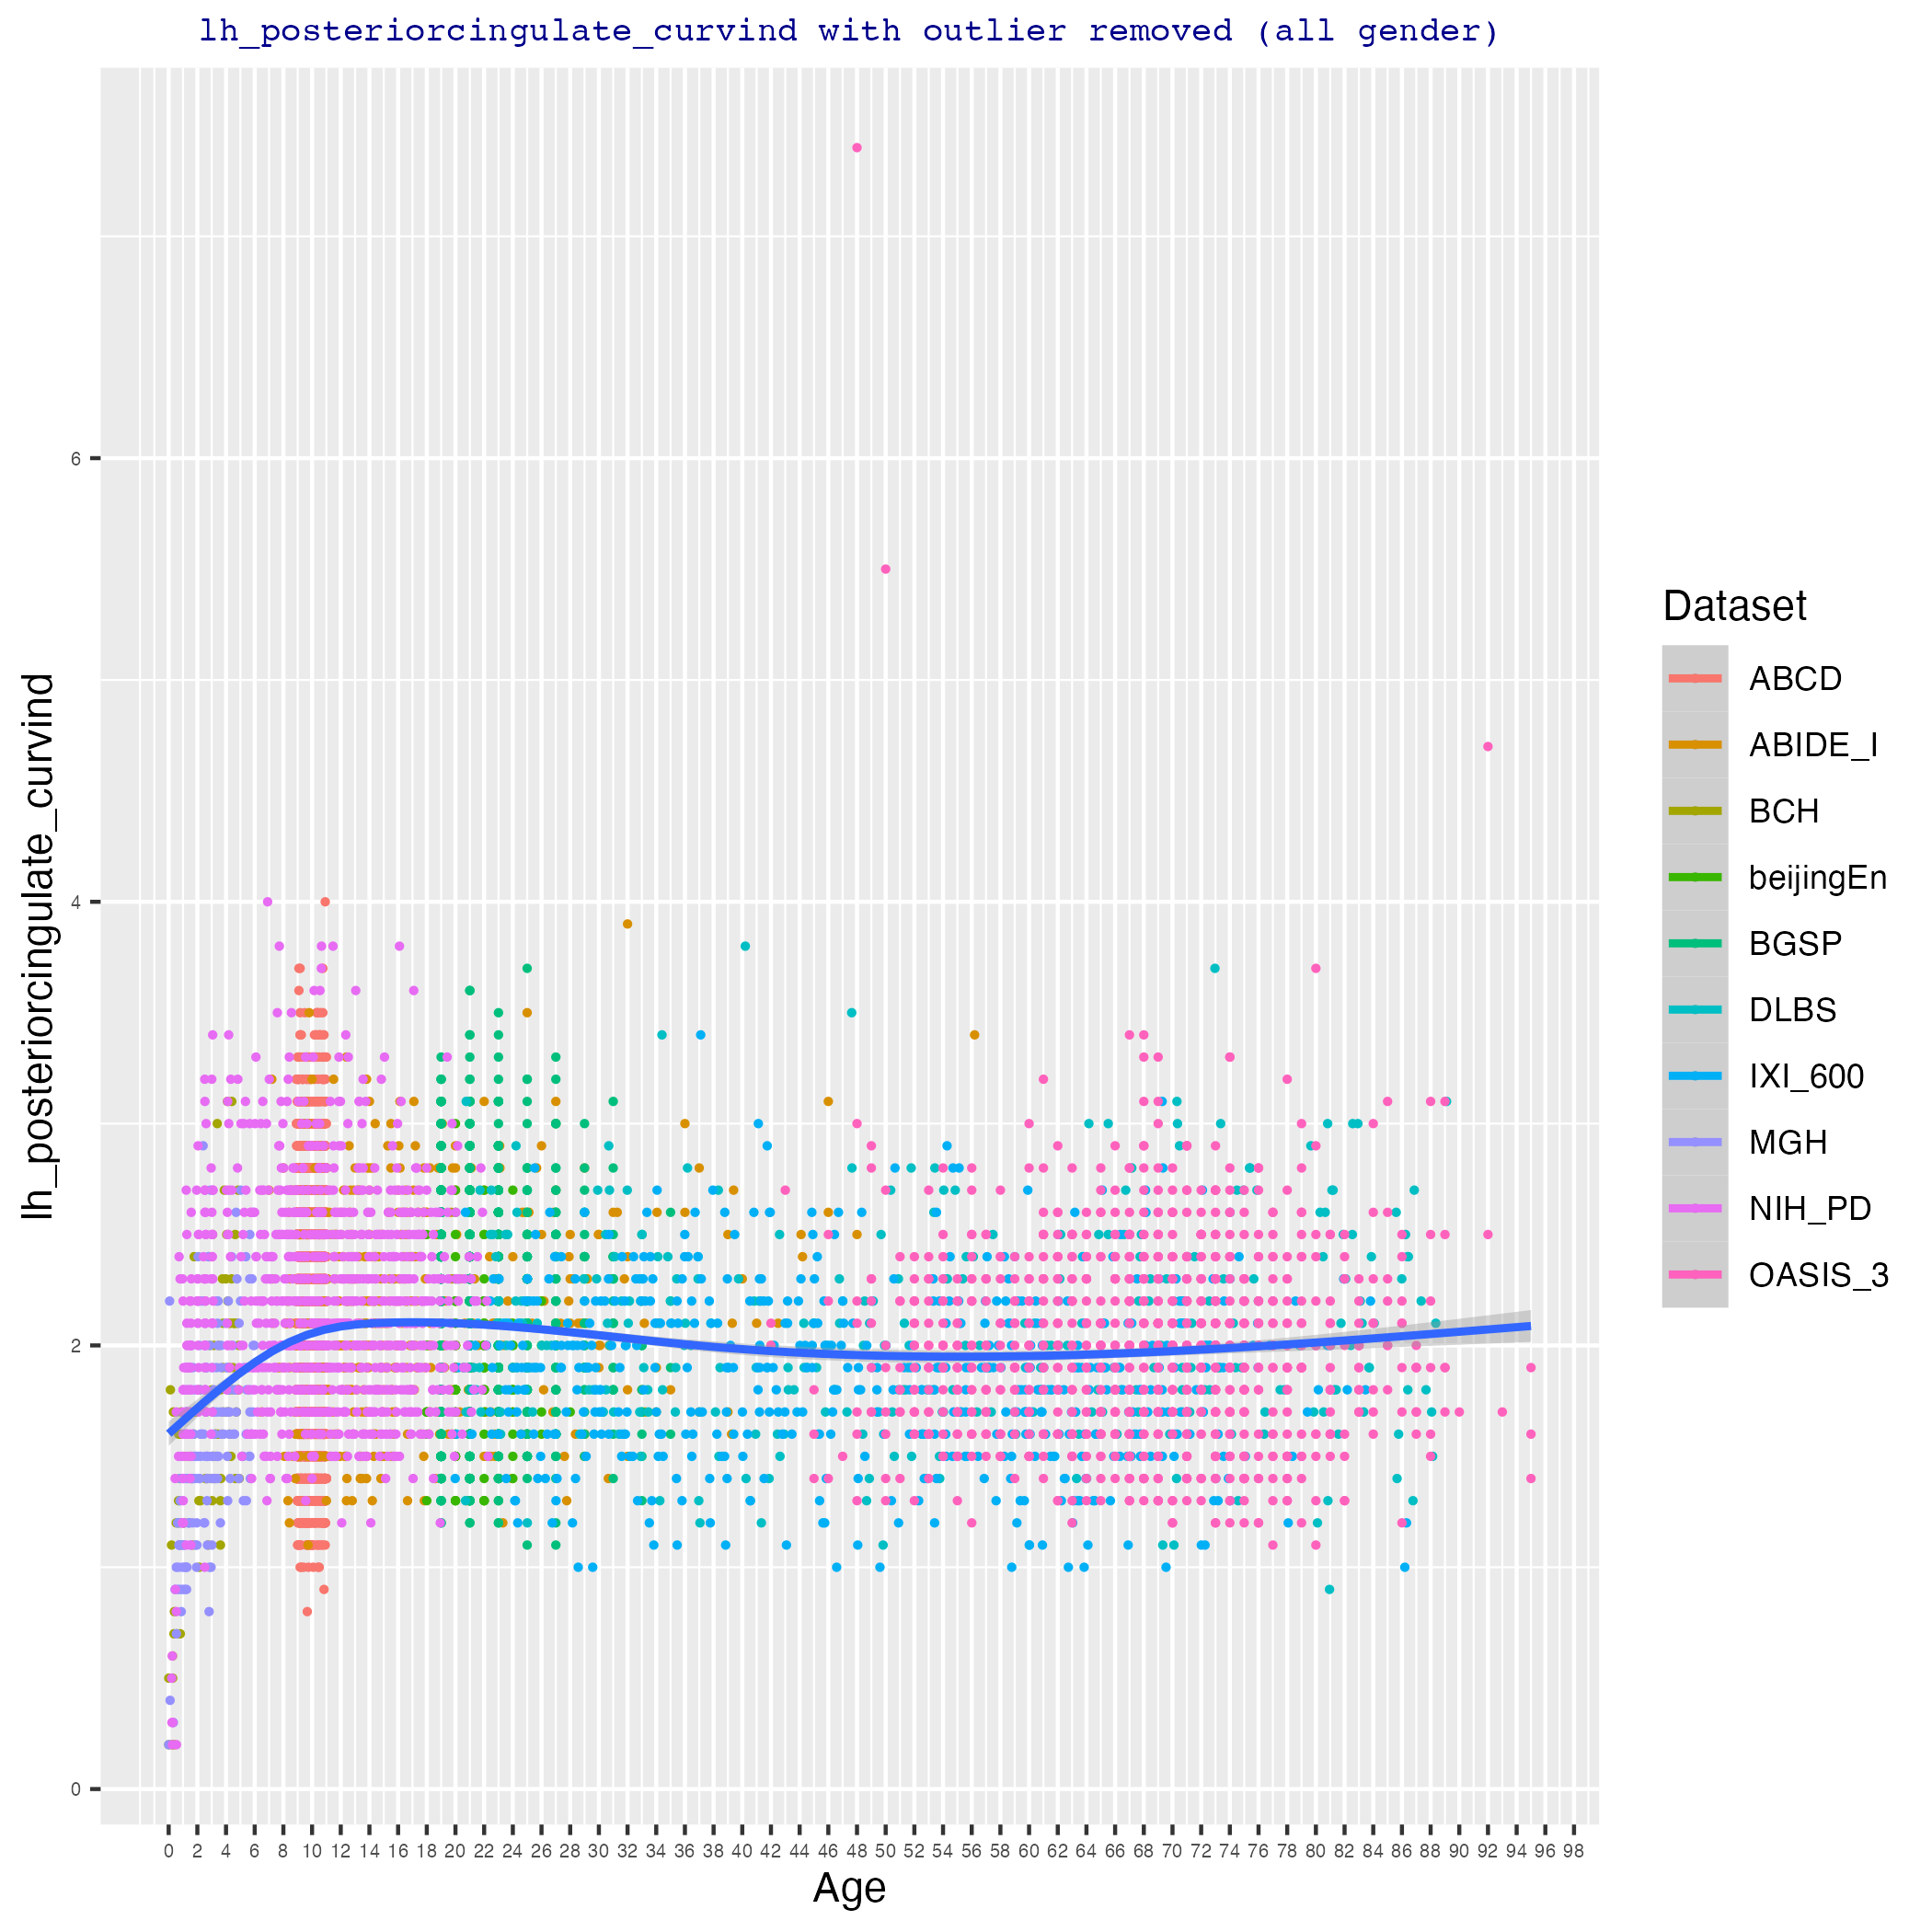 lh_posteriorcingulate_curvind with outlier removed (all gender)
lh_posteriorcingulate_curvind
6
4
2
0
0 2 4 6 8 10 12 14 16 18 20 22 24 26 28 30 32 34 36 38 40 42 44 46 48 50 52 54 56 58 60 62 64 66 68 70 72 74 76 78 80 82 84 86 88 90 92 94 96 98
Age
Dataset
ABCD
ABIDE_I
BCH
beijingEn
BGSP
DLBS
IXI_600
MGH
NIH_PD
OASIS_3